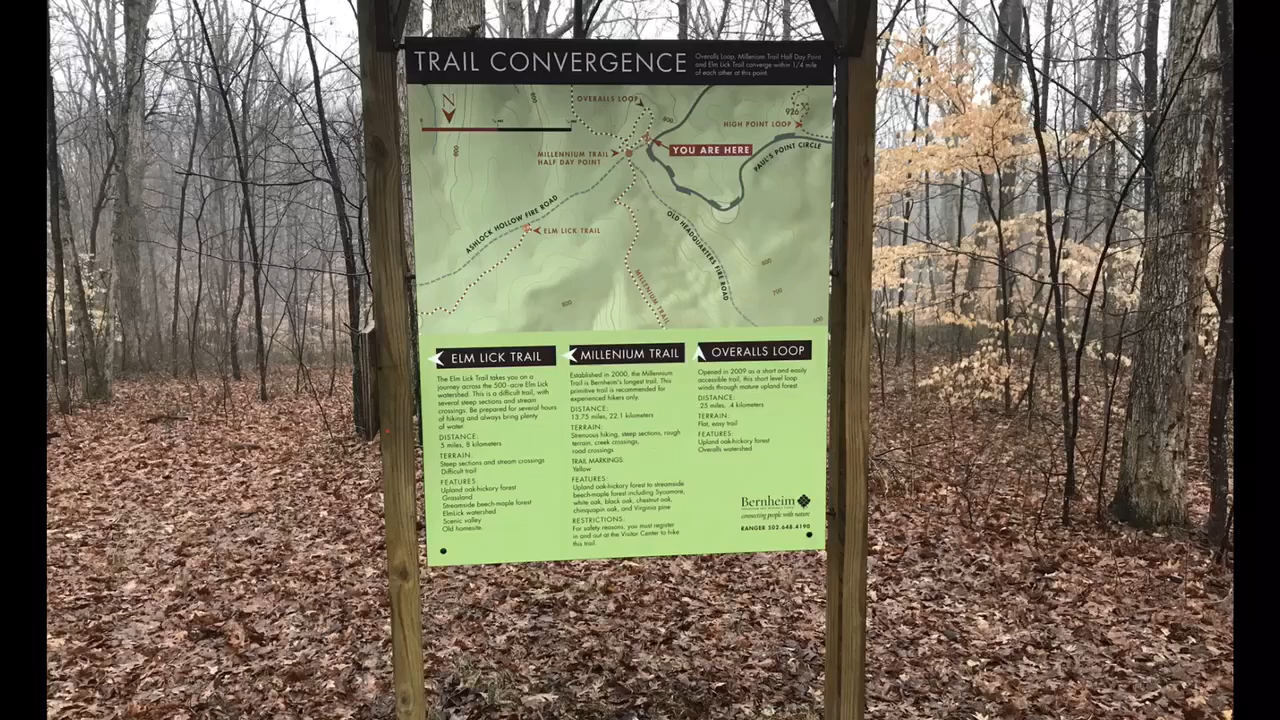 TRAIL CONVERGENCE
Overalls Loop, Millenium Trail Half Day Point
and Elm Lick Trail converge within 1/4 mile
of each other at this point.
N
OVERALLS LOOP
600
900
926
HIGH POINT LOOP
YOU ARE HERE
MILLENNIUM TRAIL
HALF DAY POINT
PAUL'S POINT CIRCLE
ASHLOCK HOLLOW FIRE ROAD
ELM LICK TRAIL
OLD HEADQUARTERS FIRE ROAD
MILLENNIUM TRAIL
800
700
600
ELM LICK TRAIL
The Elm Lick Trail takes you on a
journey across the 500-acre Elm Lick
watershed. This is a difficult trail, with
several steep sections and stream
crossings. Be prepared for several hours
of hiking and always bring plenty
of water.
DISTANCE:
5 miles, 8 kilometers
TERRAIN:
Steep sections and stream crossings
Difficult trail
FEATURES:
Upland oak-hickory forest
Grassland
Streamside beech-maple forest
ElmLick watershed
Scenic valley
Old homesite.
MILLENIUM TRAIL
Established in 2000, the Millennium
Trail is Bernheim's longest trail. This
primitive trail is recommended for
experienced hikers only.
DISTANCE:
13.75 miles, 22.1 kilometers
TERRAIN:
Strenuous hiking, steep sections, rough
terrain, creek crossings,
road crossings
TRAIL MARKINGS:
Yellow
FEATURES:
Upland oak-hickory forest to streamside
beech-maple forest including Sycamore,
white oak, black oak, chestnut oak,
chinquapin oak, and Virginia pine
RESTRICTIONS:
For safety reasons, you must register
in and out at the Visitor Center to hike
this trail.
OVERALLS LOOP
Opened in 2009 as a short and easily
accessible trail, this short level loop
winds through mature upland forest
DISTANCE:
.25 miles, .4 kilometers
TERRAIN:
Flat, easy trail
FEATURES:
Upland oak-hickory forest
Overalls watershed
Bernheim
connecting people with nature
RANGER 502.648.4190